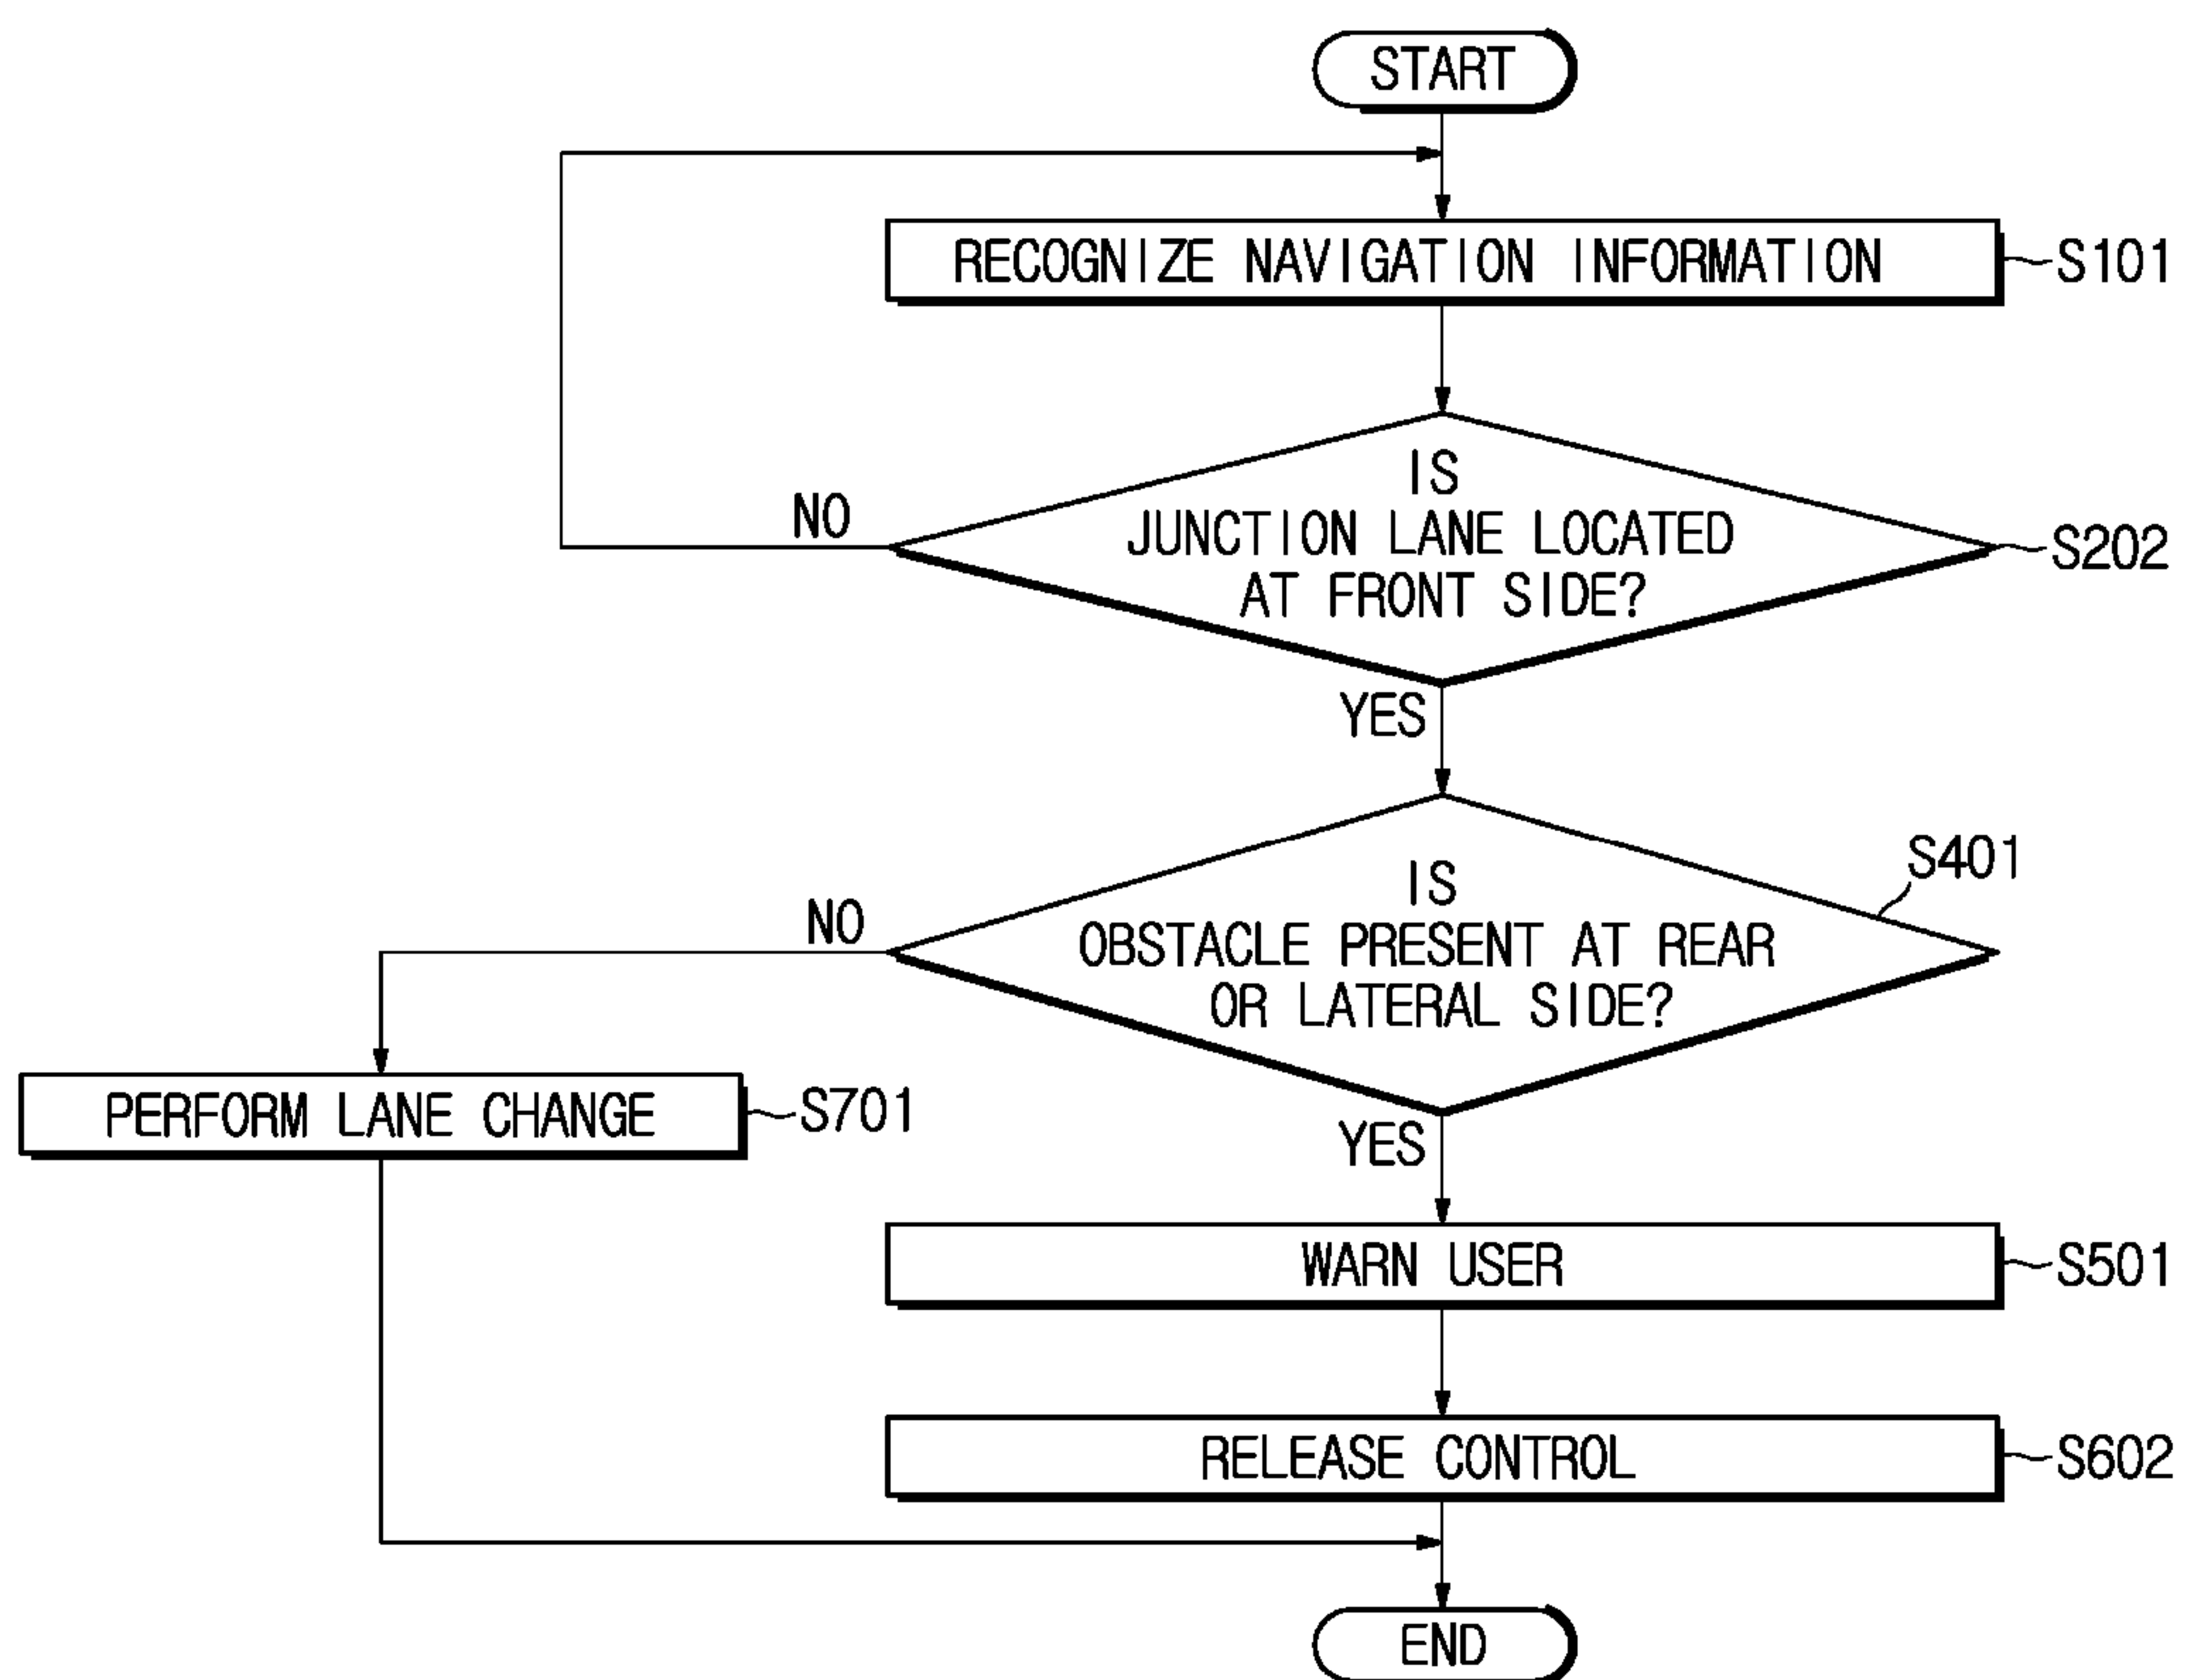 START
RECOGNIZE NAVIGATION INFORMATION
S101
IS
JUNCTION LANE LOCATED
AT FRONT SIDE?
S202
NO
YES
IS
OBSTACLE PRESENT AT REAR
OR LATERAL SIDE?
S401
NO
PERFORM LANE CHANGE
S701
YES
WARN USER
S501
RELEASE CONTROL
S602
END